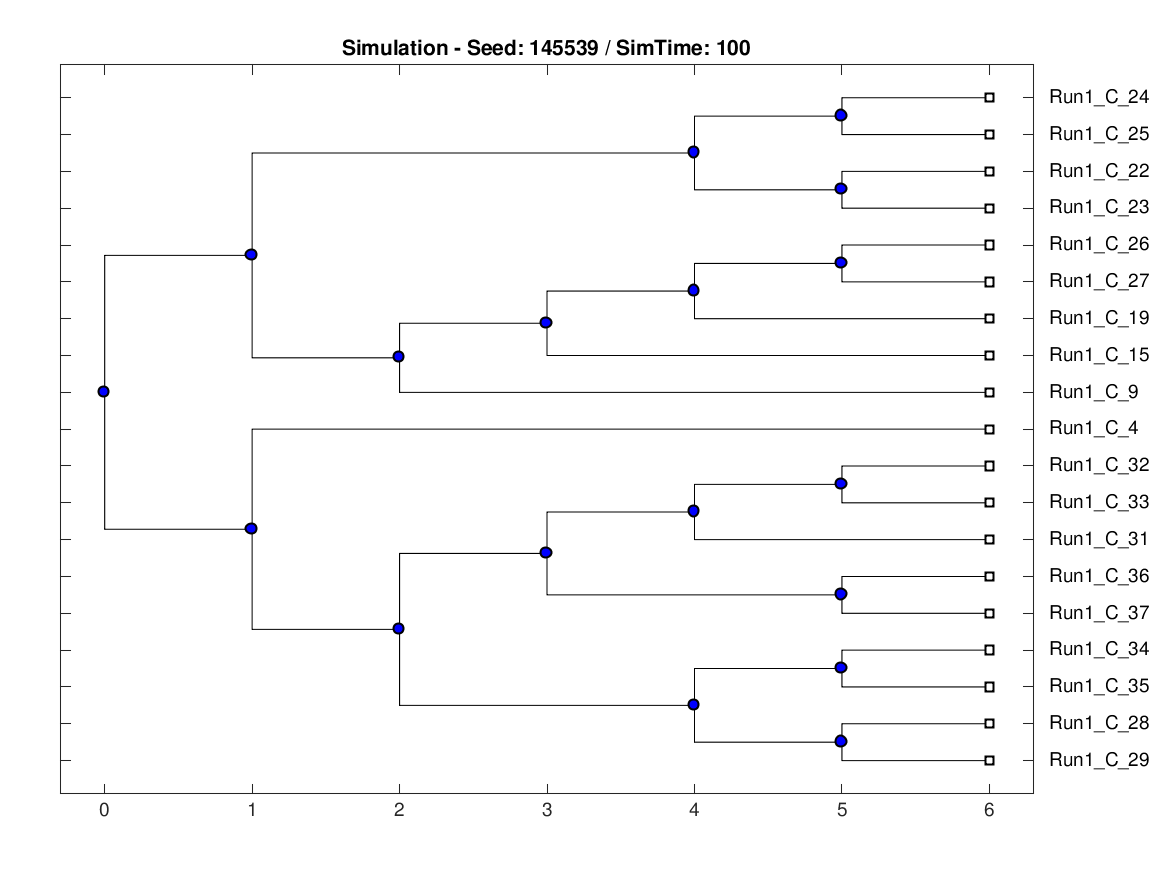 Simulation - Seed: 145539 / SimTime: 100
Run1_C_24
Run1_C_25
Run1_C_22
Run1_C_23
Run1_C_26
Run1_C_27
Run1_C_19
Run1_C_15
Run1_C_9
Run1_C_4
Run1_C_32
Run1_C_33
Run1_C_31
Run1_C_36
Run1_C_37
Run1_C_34
Run1_C_35
Run1_C_28
Run1_C_29
0 1 2 3 4 5 6